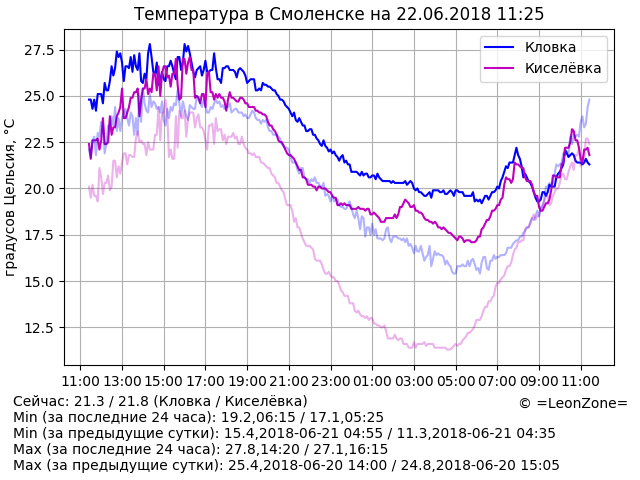 Температура в Смоленске на 22.06.2018 11:25
Кловка
Киселёвка
градусов Цельсия, °C
27.5
25.0
22.5
20.0
17.5
15.0
12.5
11:00 13:00 15:00 17:00 19:00 21:00 23:00 01:00 03:00 05:00 07:00 09:00 11:00
Сейчас: 21.3 / 21.8 (Кловка / Киселёвка)
© =LeonZone=
Min (за последние 24 часа): 19.2,06:15 / 17.1,05:25
Min (за предыдущие сутки): 15.4,2018-06-21 04:55 / 11.3,2018-06-21 04:35
Max (за последние 24 часа): 27.8,14:20 / 27.1,16:15
Max (за предыдущие сутки): 25.4,2018-06-20 14:00 / 24.8,2018-06-20 15:05